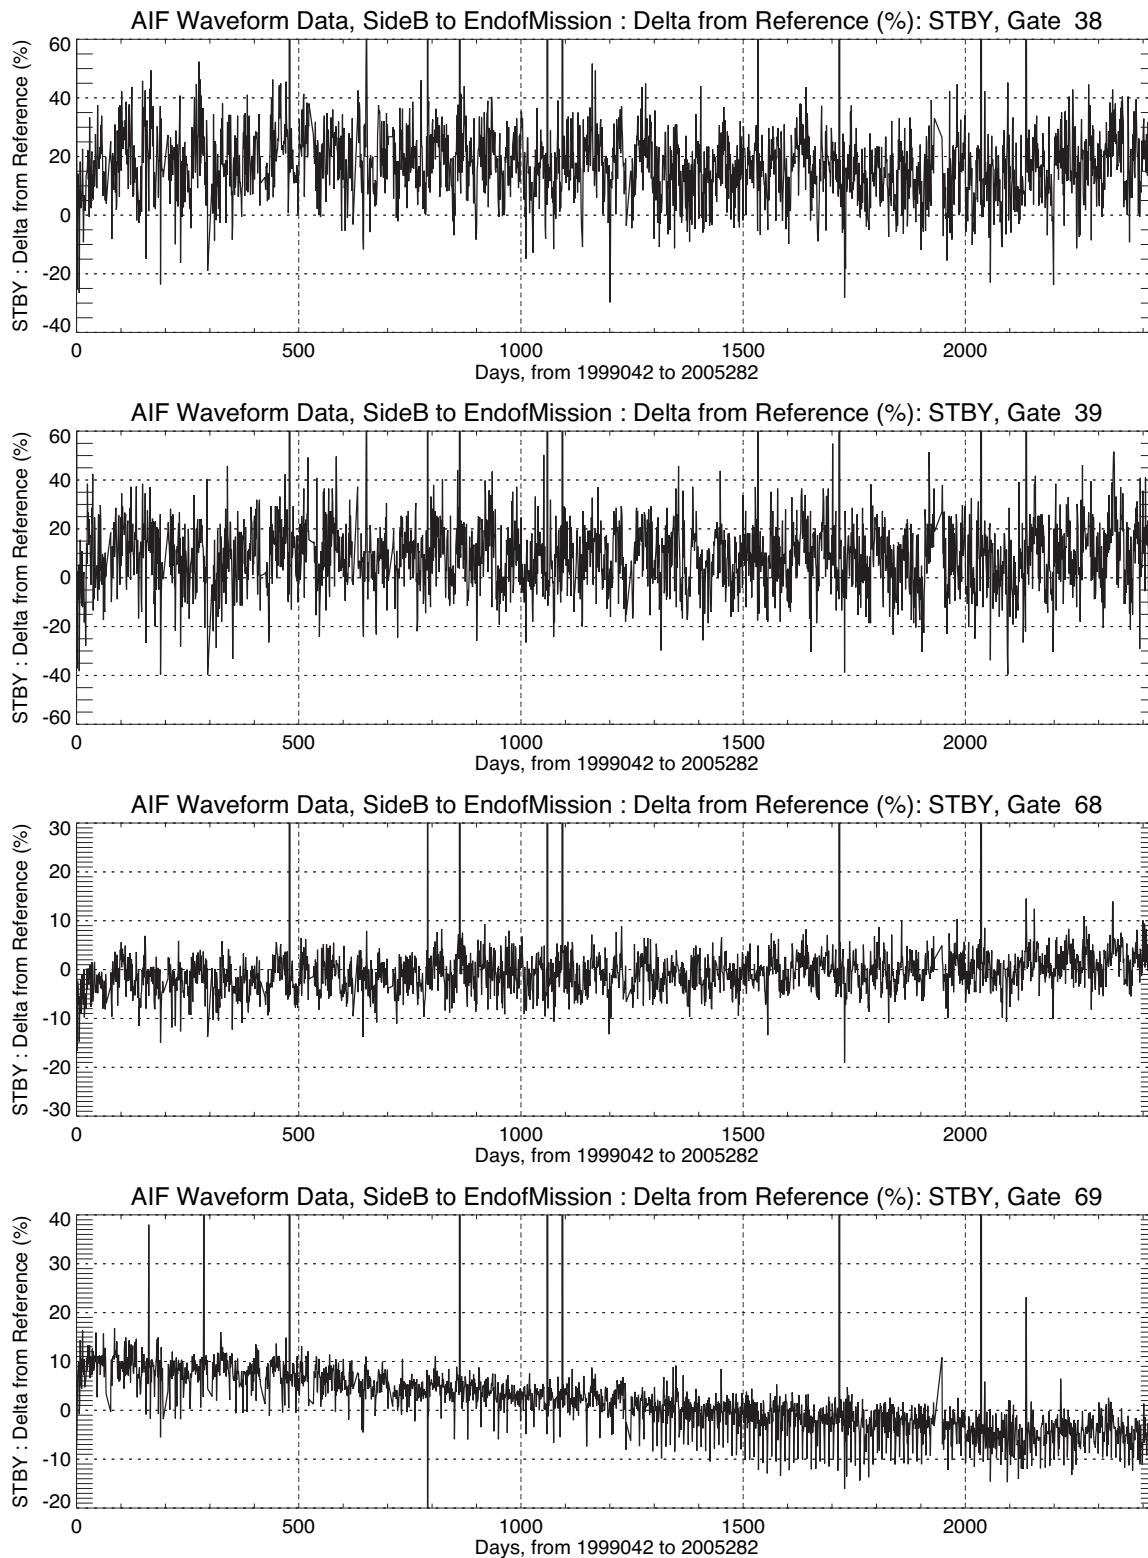 AIF Waveform Data, SideB to EndofMission : Delta from Reference (%): STBY, Gate 38
STBY : Delta from Reference (%)
60
40
20
0
-20
-40
0 500 1000 1500 2000
Days, from 1999042 to 2005282
AIF Waveform Data, SideB to EndofMission : Delta from Reference (%): STBY, Gate 39
STBY : Delta from Reference (%)
60
40
20
0
-20
-40
-60
0 500 1000 1500 2000
Days, from 1999042 to 2005282
AIF Waveform Data, SideB to EndofMission : Delta from Reference (%): STBY, Gate 68
STBY : Delta from Reference (%)
30
20
10
0
-10
-20
-30
0 500 1000 1500 2000
Days, from 1999042 to 2005282
AIF Waveform Data, SideB to EndofMission : Delta from Reference (%): STBY, Gate 69
STBY : Delta from Reference (%)
40
30
20
10
0
-10
-20
0 500 1000 1500 2000
Days, from 1999042 to 2005282